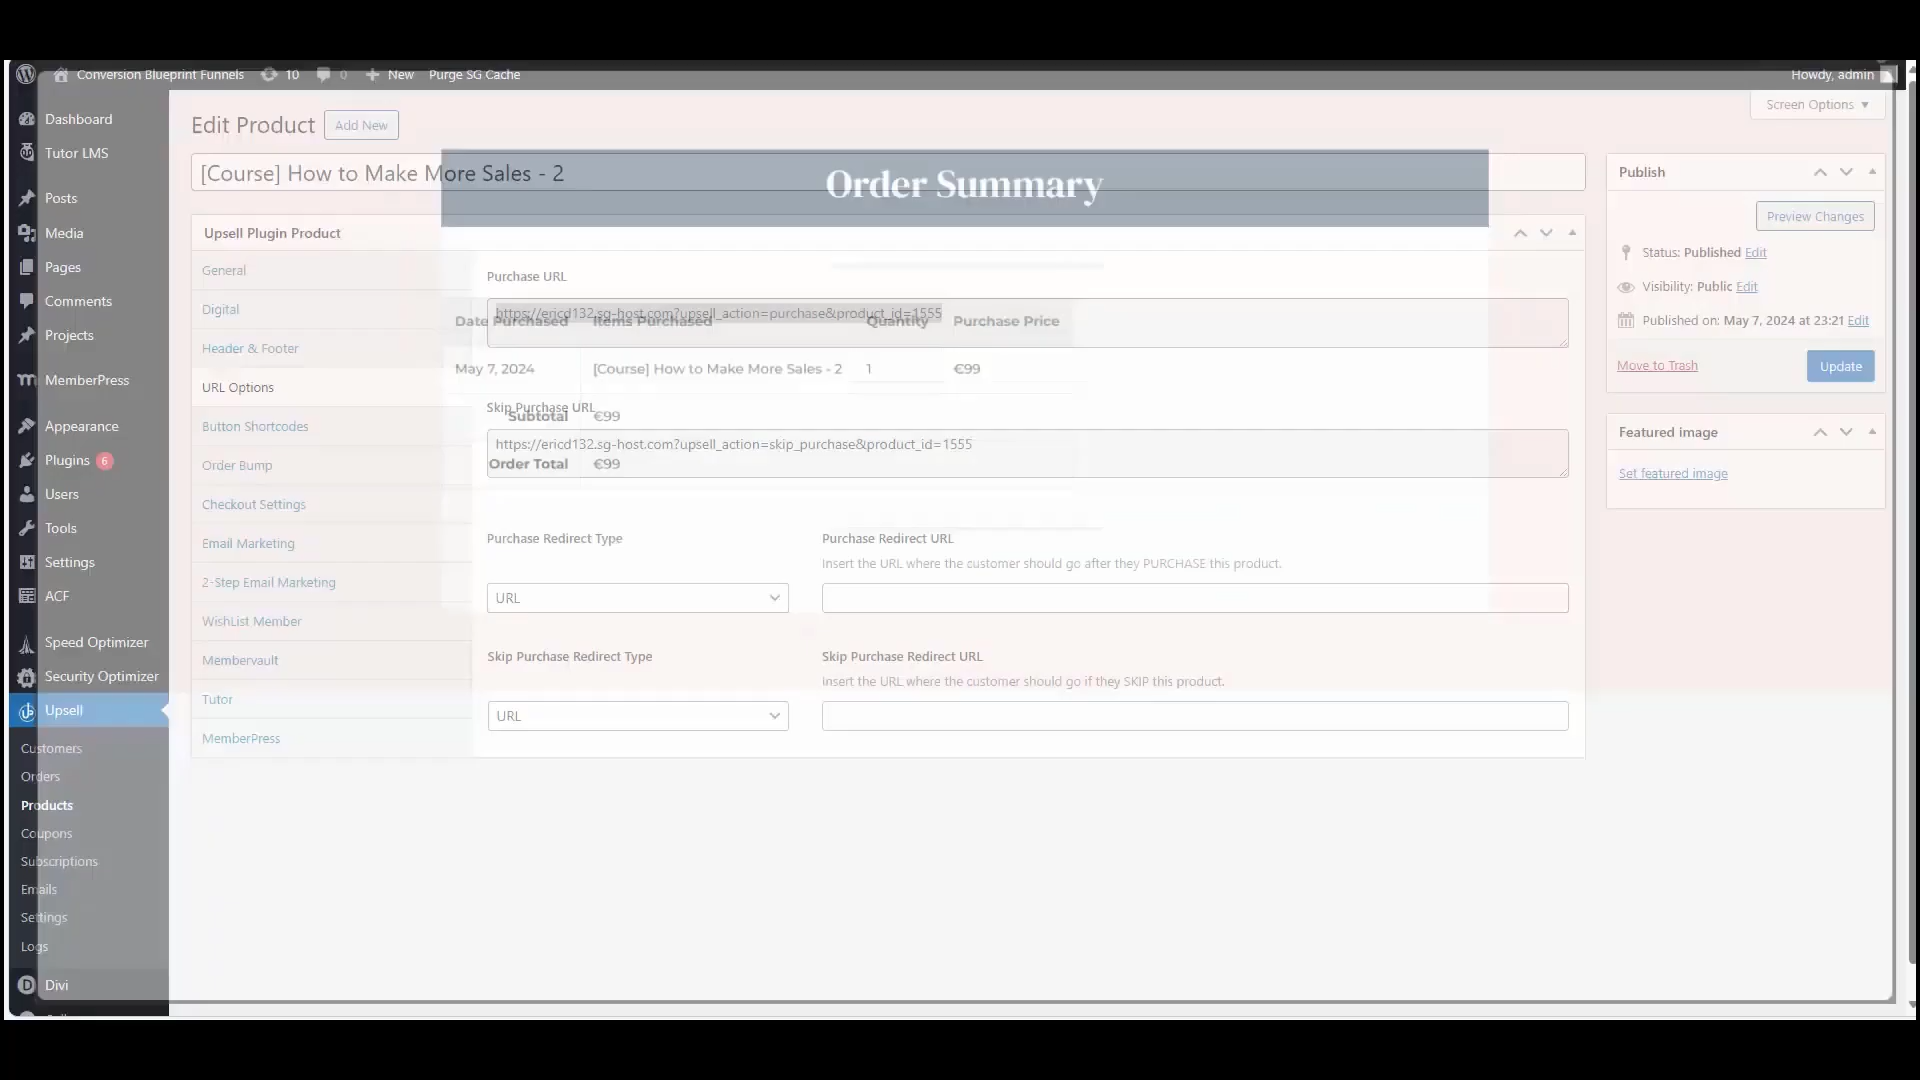 Conversion Blueprint Funnels 10 0 New Purge SG Cache Howdy, admin
Screen Options
Dashboard
Tutor LMS
Posts
Media
Pages
Comments
Projects
MemberPress
Appearance
Plugins 6
Users
Tools
Settings
ACF
Speed Optimizer
Security Optimizer
Upsell
Customers
Orders
Products
Coupons
Subscriptions
Emails
Settings
Logs
Divi
Edit Product Add New
[Course] How to Make More Sales - 2
Order Summary
Upsell Plugin Product
General
Digital
Header & Footer
URL Options
Button Shortcodes
Order Bump
Checkout Settings
Email Marketing
2-Step Email Marketing
WishList Member
Membervault
Tutor
MemberPress
Purchase URL
https://ericd132.sg-host.com?upsell_action=purchase&product_id=1555
Date Purchased Items Purchased Quantity Purchase Price
May 7, 2024 [Course] How to Make More Sales - 2 1 €99
Skip Purchase URL
Subtotal €99
https://ericd132.sg-host.com?upsell_action=skip_purchase&product_id=1555
Order Total €99
Purchase Redirect Type
URL
Purchase Redirect URL
Insert the URL where the customer should go after they PURCHASE this product.
Skip Purchase Redirect Type
URL
Skip Purchase Redirect URL
Insert the URL where the customer should go if they SKIP this product.
Publish
Preview Changes
Status: Published Edit
Visibility: Public Edit
Published on: May 7, 2024 at 23:21 Edit
Move to Trash Update
Featured image
Set featured image